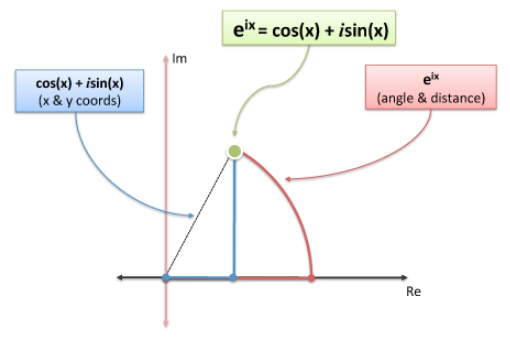 e^ix = cos(x) + isin(x)
Im
cos(x) + isin(x)
(x & y coords)
e^ix
(angle & distance)
Re